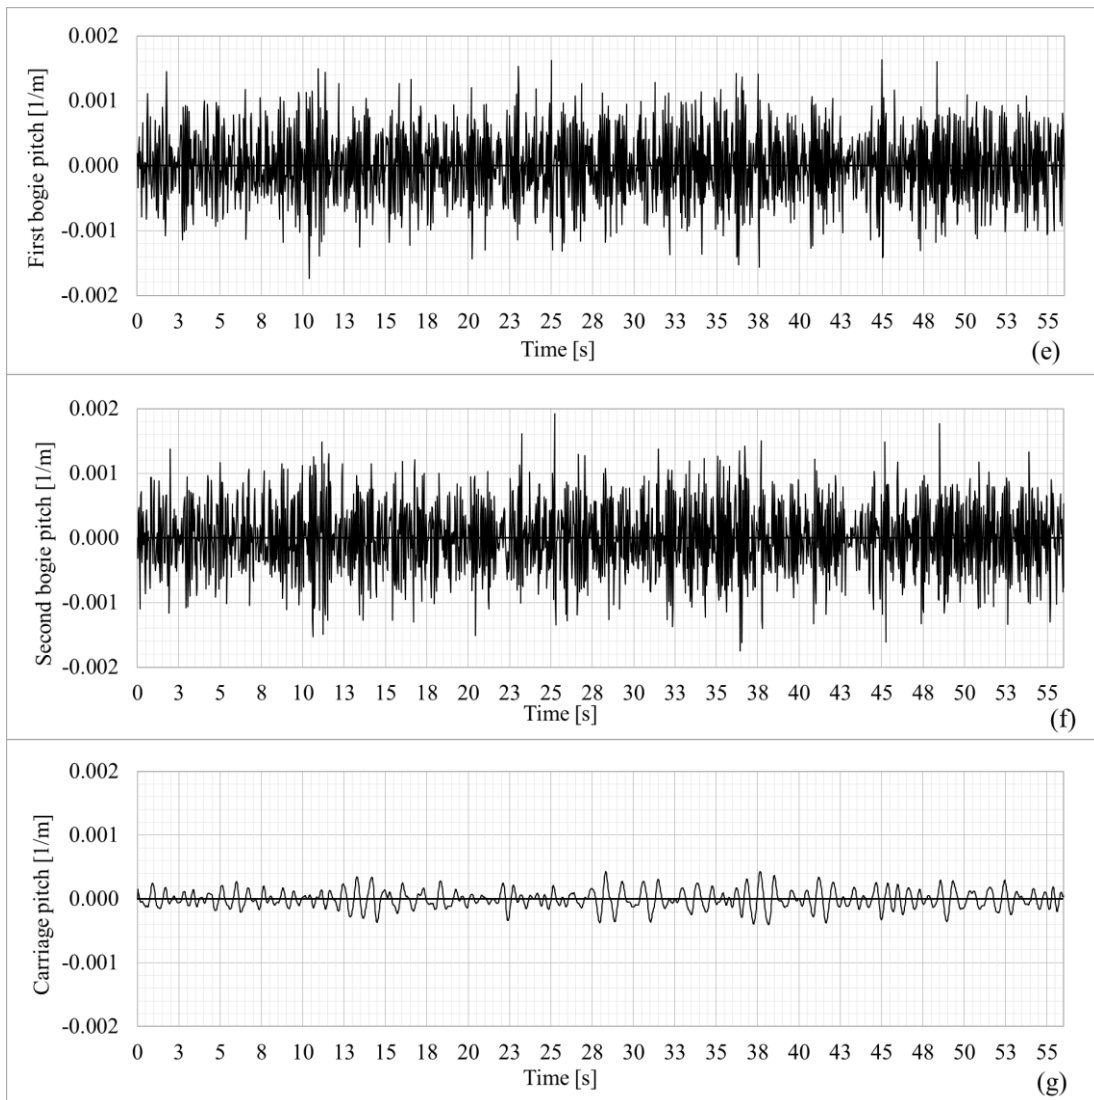 First bogie pitch [1/m]
0.002
0.001
0.000
-0.001
-0.002
0 3 5 8 10 13 15 18 20 23 25 28 30 33 35 38 40 43 45 48 50 53 55
Time [s]
(e)
Second bogie pitch [1/m]
0.002
0.001
0.000
-0.001
-0.002
0 3 5 8 10 13 15 18 20 23 25 28 30 33 35 38 40 43 45 48 50 53 55
Time [s]
(f)
Carriage pitch [1/m]
0.002
0.001
0.000
-0.001
-0.002
0 3 5 8 10 13 15 18 20 23 25 28 30 33 35 38 40 43 45 48 50 53 55
Time [s]
(g)